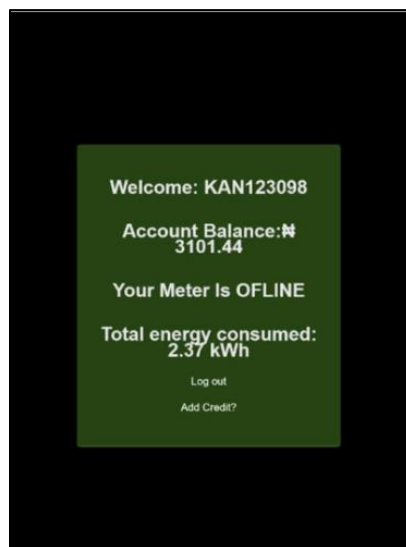 Welcome: KAN123098
Account Balance:₦
3101.44
Your Meter Is OFLINE
Total energy consumed:
2.37 kWh
Log out
Add Credit?